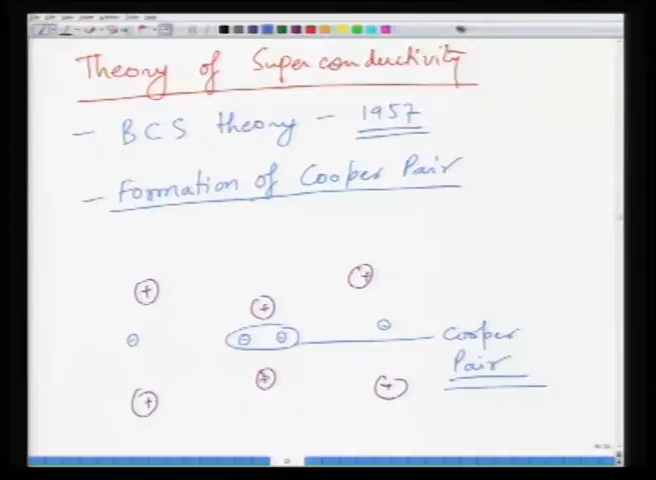 Theory of Superconductivity
- BCS theory - 1957
- Formation of Cooper Pair
+ + +
- - - -
+ + +
Cooper
Pair